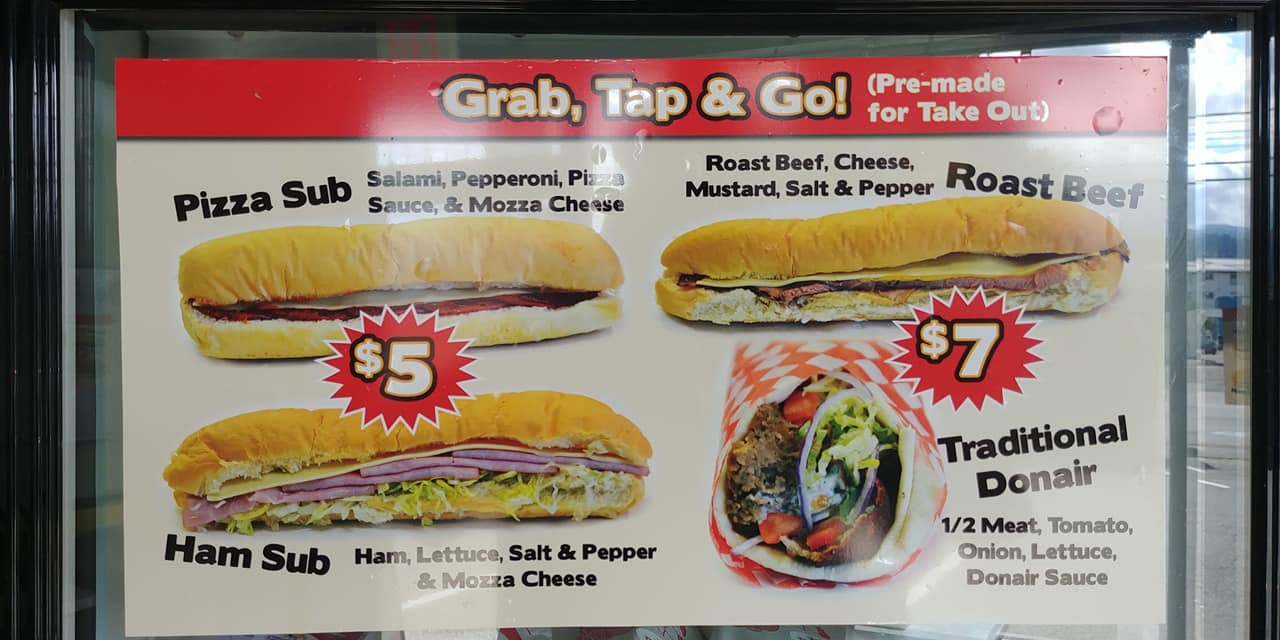 Grab, Tap & Go!
(Pre-made
for Take Out)
Pizza Sub
Salami, Pepperoni, Pizza
Sauce, & Mozza Cheese
Roast Beef, Cheese,
Mustard, Salt & Pepper
Roast Beef
$5
$7
Ham Sub
Ham, Lettuce, Salt & Pepper
& Mozza Cheese
Traditional
Donair
1/2 Meat, Tomato,
Onion, Lettuce,
Donair Sauce